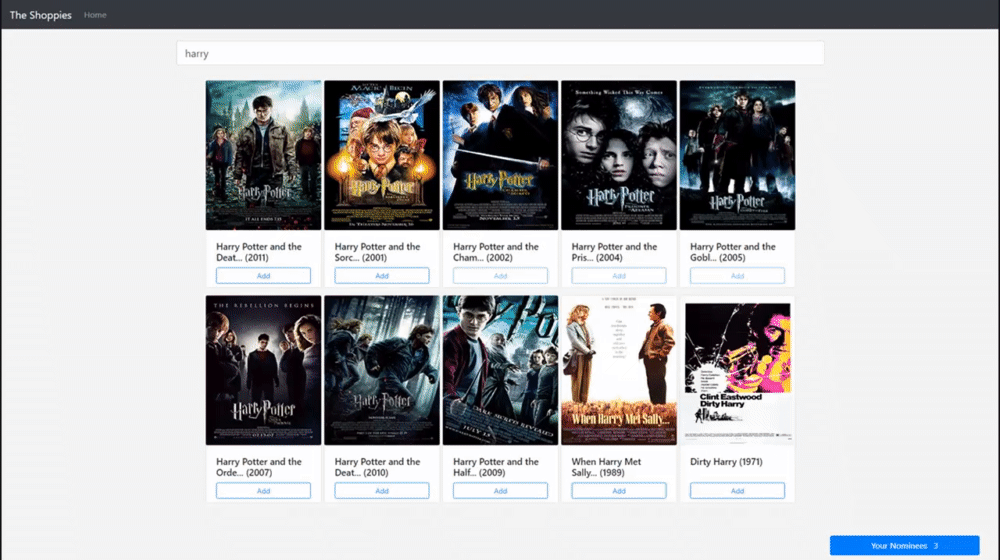 The Shoppies Home
harry
Harry Potter
IT ALL ENDS 7.15
Harry Potter
Harry Potter
NOVEMBER 15
Something Wicked This Way Comes
Harry Potter
Harry Potter
Harry Potter and the
Deat... (2011)
Add
Harry Potter and the
Sorc... (2001)
Add
Harry Potter and the
Cham... (2002)
Add
Harry Potter and the
Pris... (2004)
Add
Harry Potter and the
Gobl... (2005)
Add
THE REBELLION BEGINS
Harry Potter
Harry Potter
JULY 15
When Harry Met Sally...
Clint Eastwood
Dirty Harry
Harry Potter and the
Orde... (2007)
Add
Harry Potter and the
Deat... (2010)
Add
Harry Potter and the
Half... (2009)
Add
When Harry Met
Sally... (1989)
Add
Dirty Harry (1971)
Add
Your Nominees 3